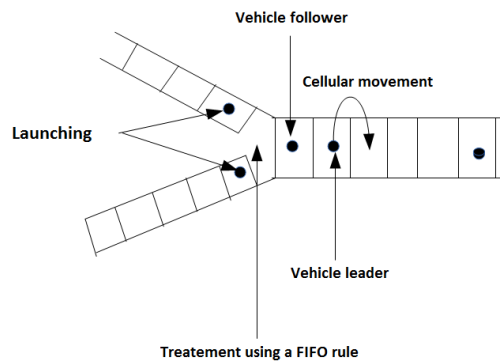 Vehicle follower
Cellular movement
Launching
Vehicle leader
Treatement using a FIFO rule